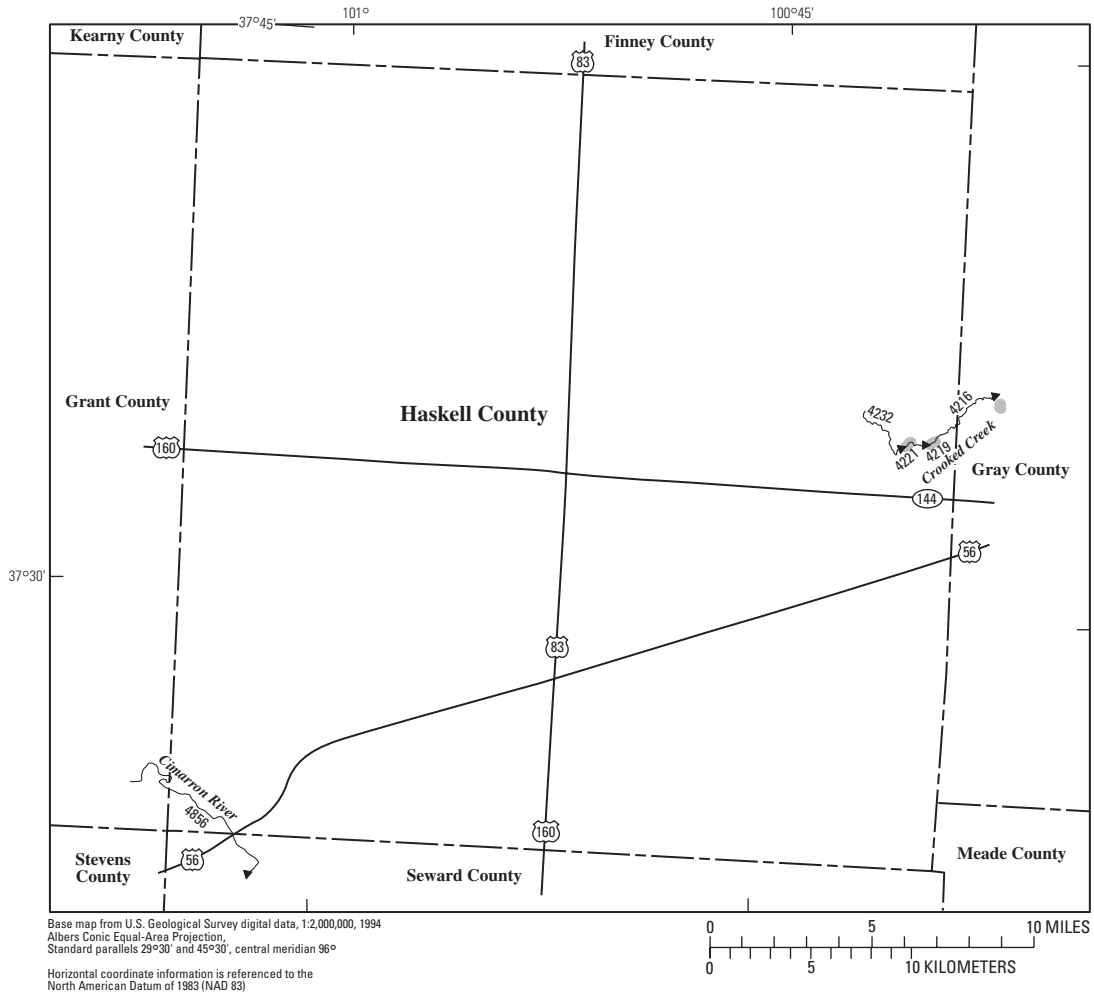 101°
100°45'
37°45'
Kearny County
Finney County
83
Grant County
Haskell County
4232
4216
4221
4219
Crooked Creek
Gray County
160
144
56
37°30'
83
Cimarron River
4856
160
56
Stevens
County
Seward County
Meade County
Base map from U.S. Geological Survey digital data, 1:2,000,000, 1994
Albers Conic Equal-Area Projection,
Standard parallels 29°30' and 45°30', central meridian 96°
Horizontal coordinate information is referenced to the
North American Datum of 1983 (NAD 83)
0 5 10 MILES
0 5 10 KILOMETERS